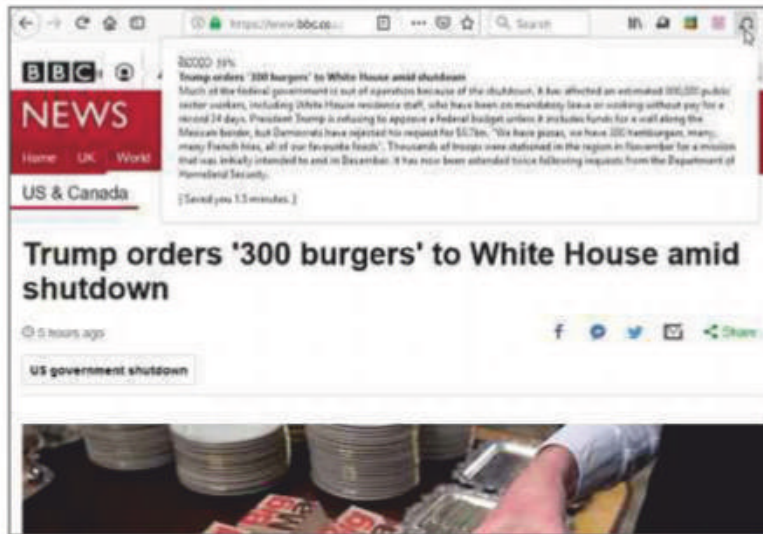 https://www.bbc.co
Search
BBC
59%
Trump orders '300 burgers' to White House amid shutdown
Much of the federal government is out of operation because of the shutdown. It has affected an estimated 800,000 public
sector workers, including White House residence staff, who have been on mandatory leave or working without pay for a
record 24 days. President Trump is refusing to approve a federal budget unless it includes funds for a wall along the
Mexican border, but Democrats have rejected his request for $5.7bn. "We have pizzas, we have 300 hamburgers, many,
many French fries, all of our favourite foods". Thousands of troops were stationed in the region in November for a mission
that was initially intended to end in December. It has now been extended twice following requests from the Department of
Homeland Security.
[ Saved you 1.5 minutes. ]
NEWS
Home UK World
US & Canada
Trump orders '300 burgers' to White House amid
shutdown
5 hours ago
Share
US government shutdown